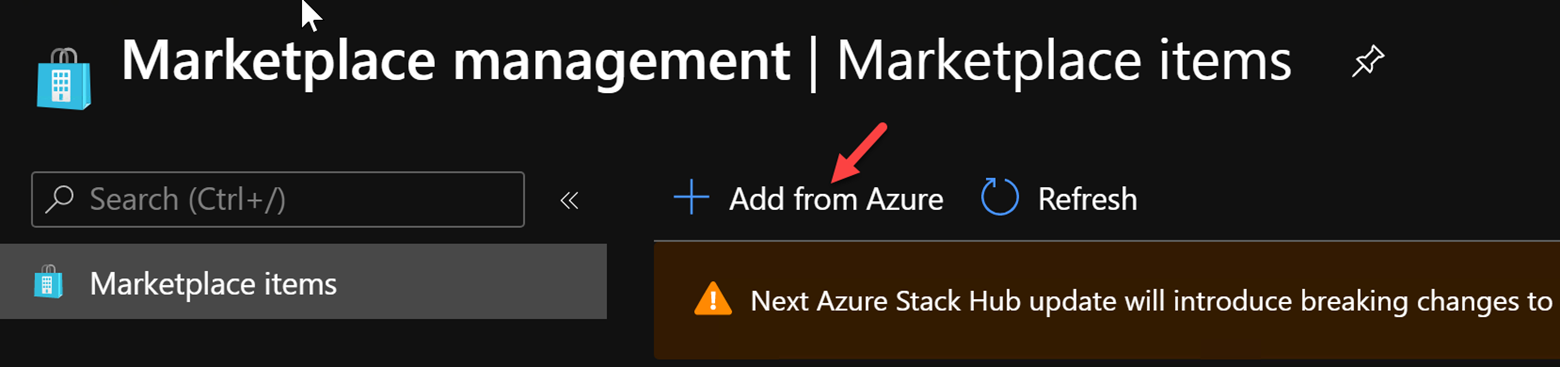 Marketplace management | Marketplace items
Search (Ctrl+/)
Add from Azure
Refresh
Marketplace items
Next Azure Stack Hub update will introduce breaking changes to